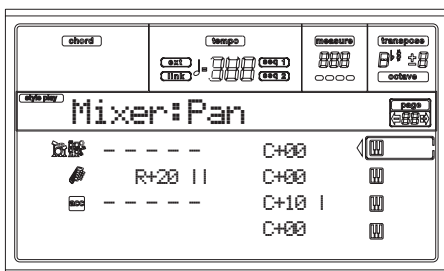 chord tempo measure transpose
ext link seq 1 seq 2 octave
style play Mixer:Pan page
- - - - - C+00
R+20 || C+00
acc - - - - - C+10 |
C+00